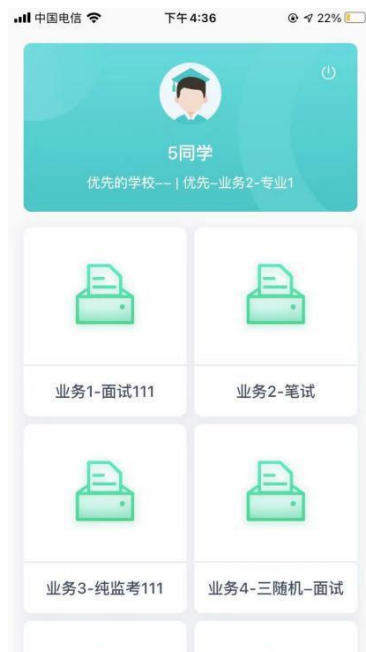 中国电信 下午4:36 22%
5同学
优先的学校–– | 优先–业务2-专业1
业务1-面试111 业务2-笔试
业务3-纯监考111 业务4-三随机–面试